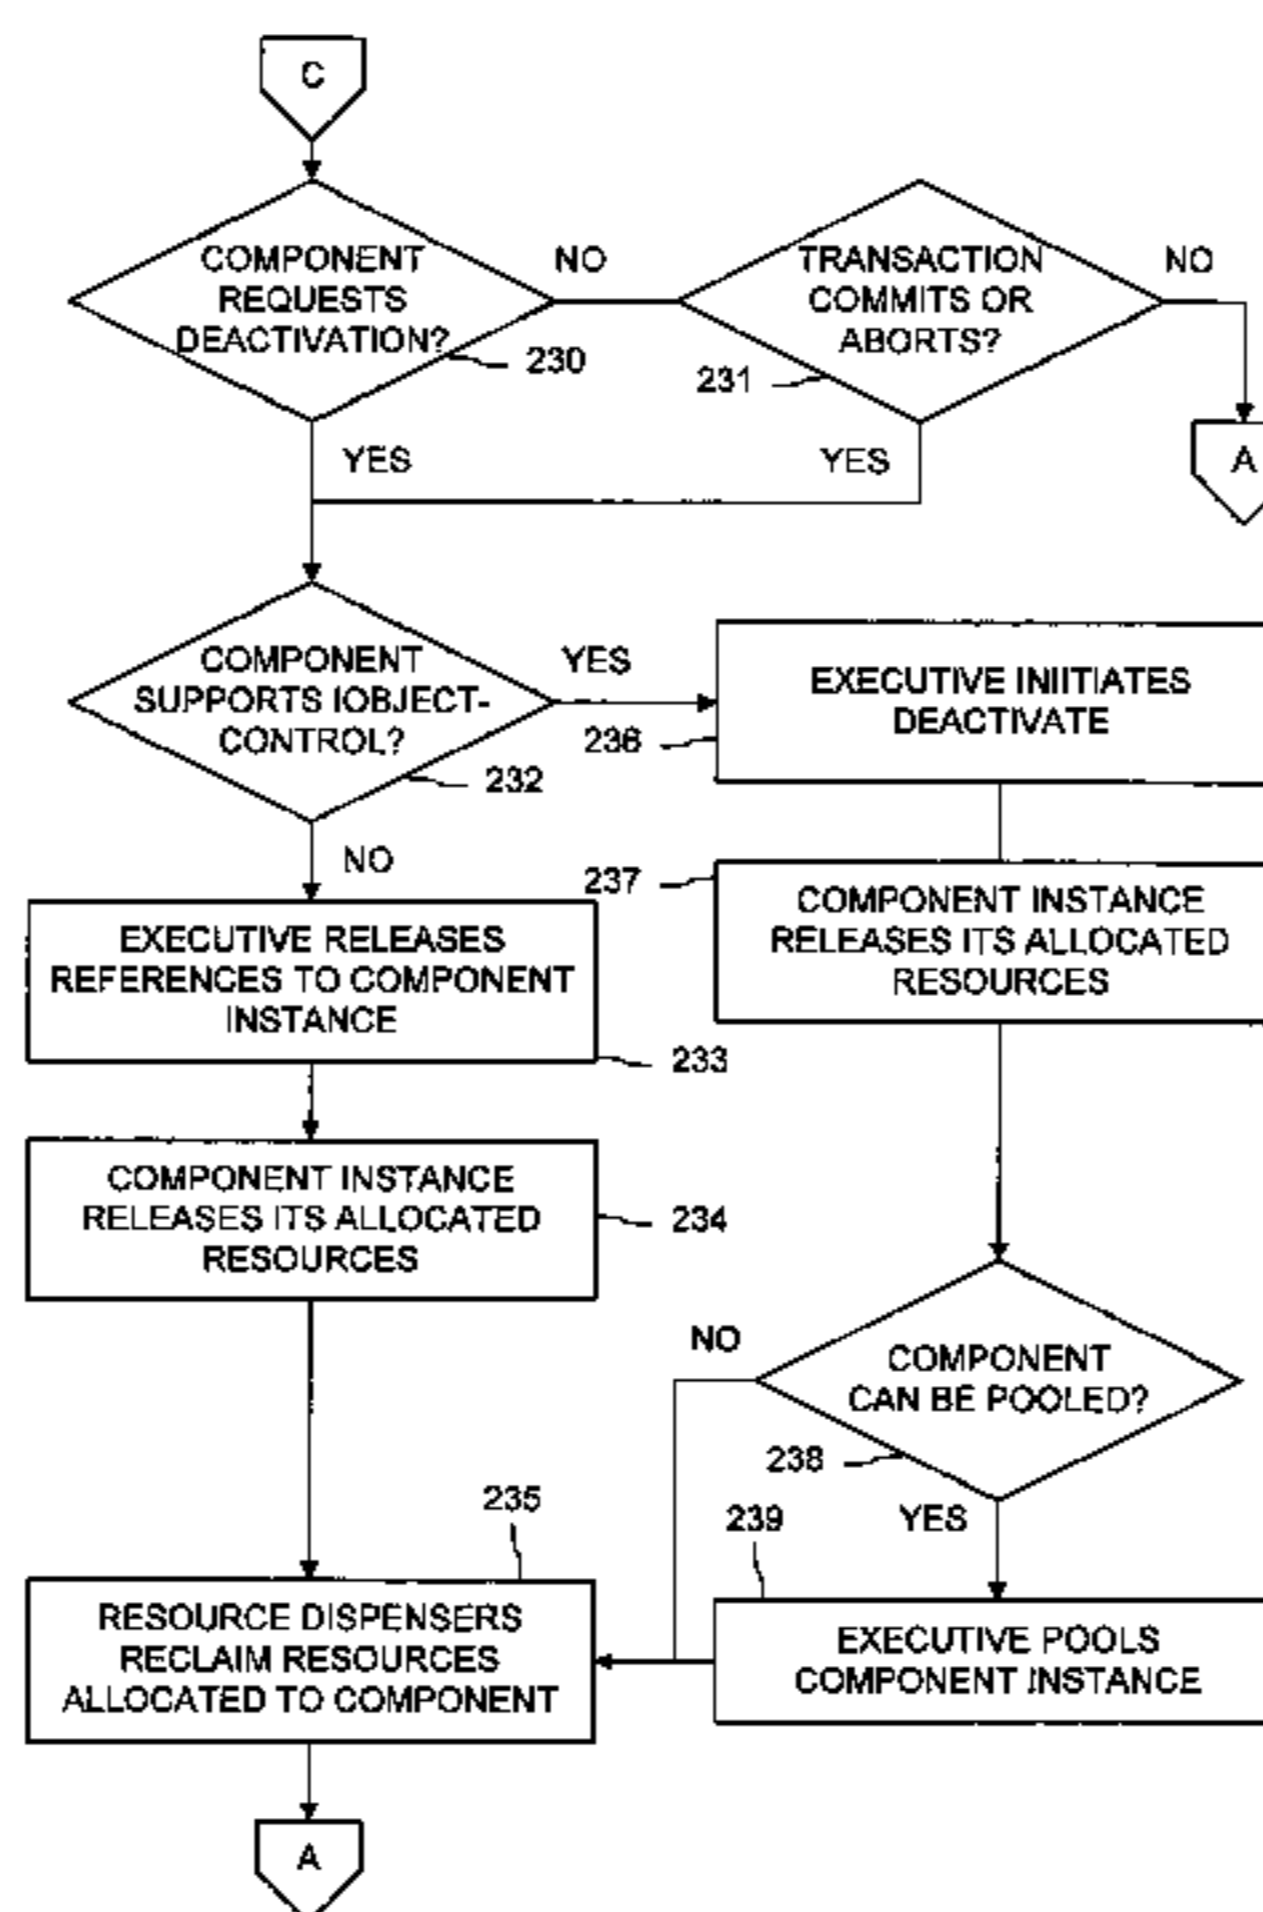 C
COMPONENT
REQUESTS
DEACTIVATION?
230
NO
TRANSACTION
COMMITS OR
ABORTS?
231
NO
A
YES
YES
COMPONENT
SUPPORTS IOBJECT-
CONTROL?
232
YES
EXECUTIVE INIITIATES
DEACTIVATE
236
NO
237
COMPONENT INSTANCE
RELEASES ITS ALLOCATED
RESOURCES
EXECUTIVE RELEASES
REFERENCES TO COMPONENT
INSTANCE
233
COMPONENT INSTANCE
RELEASES ITS ALLOCATED
RESOURCES
234
NO
COMPONENT
CAN BE POOLED?
238
YES
235
239
RESOURCE DISPENSERS
RECLAIM RESOURCES
ALLOCATED TO COMPONENT
EXECUTIVE POOLS
COMPONENT INSTANCE
A